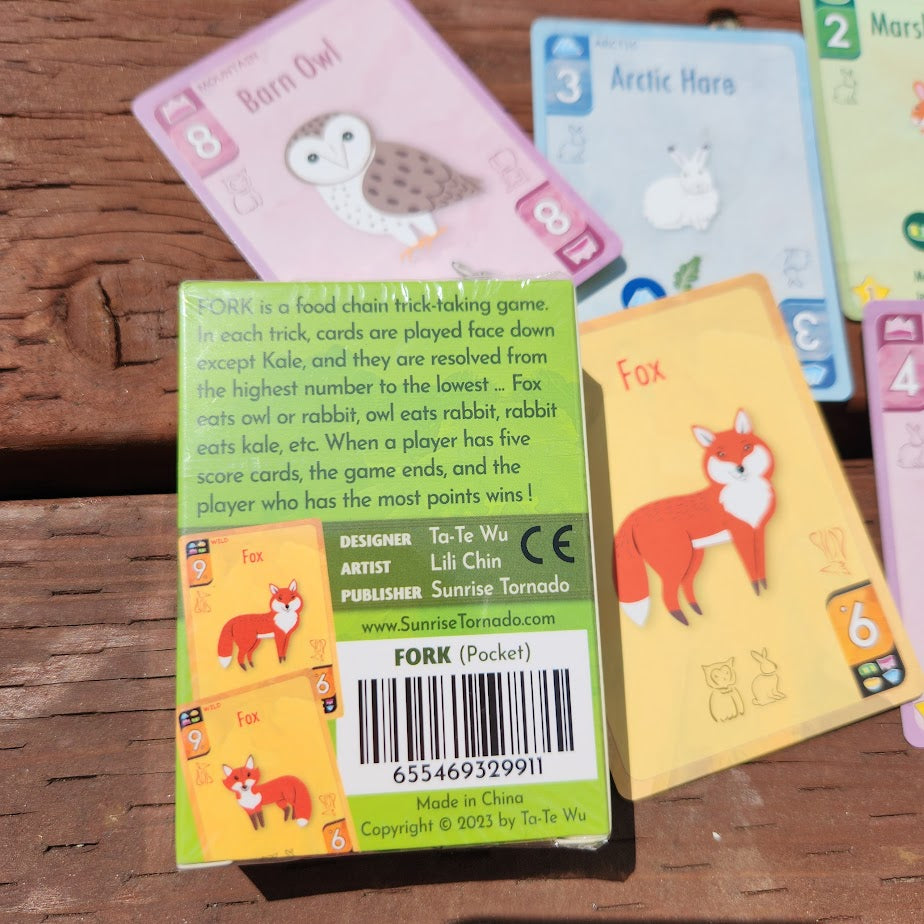 MOUNTAIN
8
Barn Owl
8
ARCTIC
3
Arctic Hare
3
2
4
FORK is a food chain trick-taking game.
In each trick, cards are played face down
except Kale, and they are resolved from
the highest number to the lowest ... Fox
eats owl or rabbit, owl eats rabbit, rabbit
eats kale, etc. When a player has five
score cards, the game ends, and the
player who has the most points wins !
DESIGNER Ta-Te Wu
ARTIST Lili Chin
PUBLISHER Sunrise Tornado
CE
www.SunriseTornado.com
FORK (Pocket)
655469329911
Made in China
Copyright © 2023 by Ta-Te Wu
9
WILD
Fox
6
9
WILD
Fox
6
Fox
6